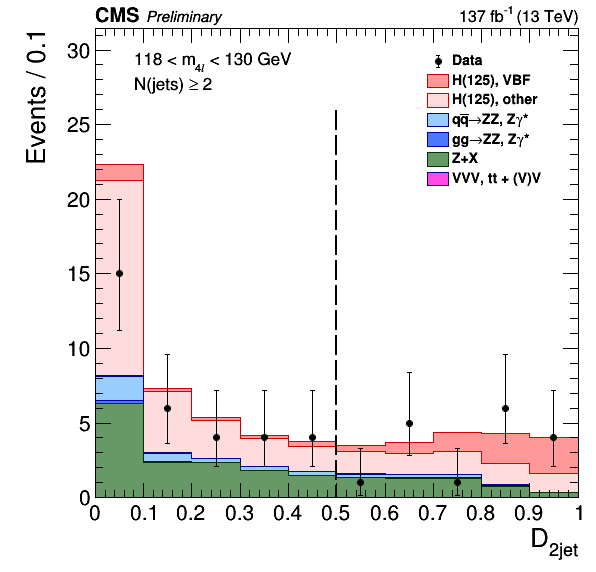 CMS Preliminary 137 fb⁻¹ (13 TeV)
Events / 0.1
118 < m₄ₗ < 130 GeV
N(jets) ≥ 2
Data
H(125), VBF
H(125), other
qq̅→ZZ, Zγ*
gg→ZZ, Zγ*
Z+X
VVV, tt + (V)V
30
25
20
15
10
5
0
0 0.1 0.2 0.3 0.4 0.5 0.6 0.7 0.8 0.9 1
D₂jet